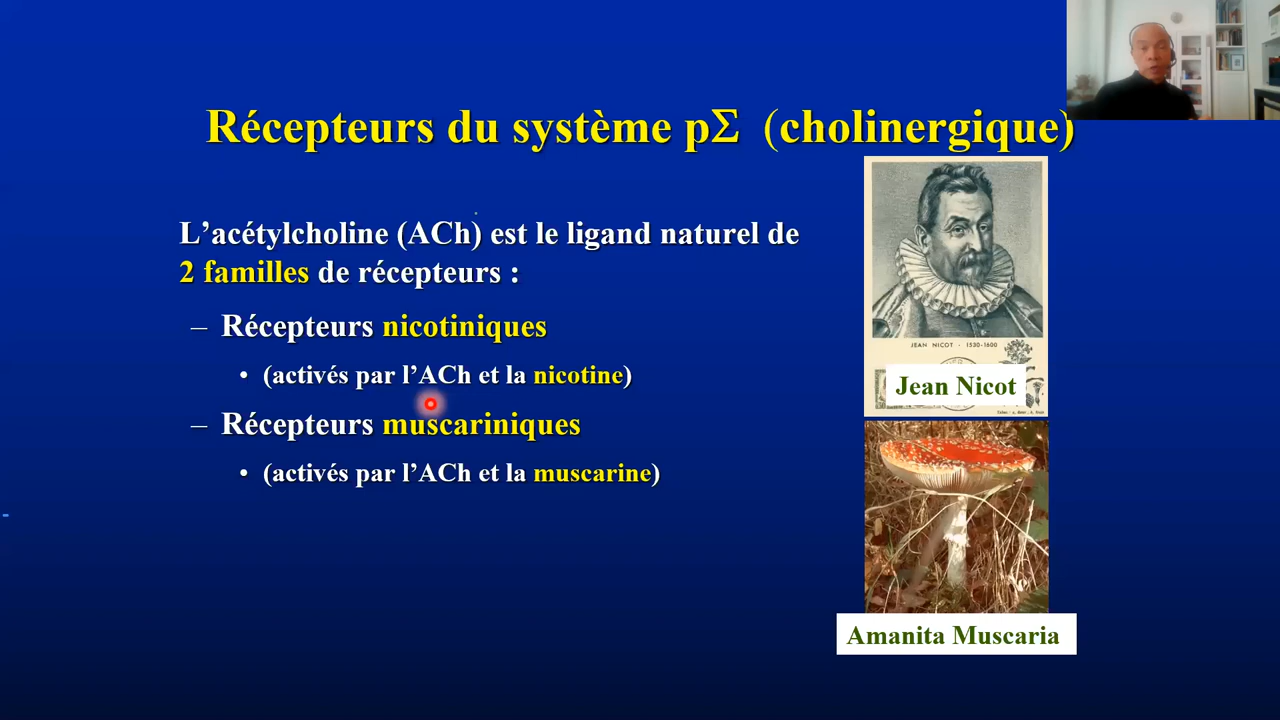 Récepteurs du système pΣ (cholinergique)
L’acétylcholine (ACh) est le ligand naturel de
2 familles de récepteurs :
– Récepteurs nicotiniques
• (activés par l’ACh et la nicotine)
– Récepteurs muscariniques
• (activés par l’ACh et la muscarine)
JEAN NICOT - 1530-1600
Jean Nicot
Amanita Muscaria